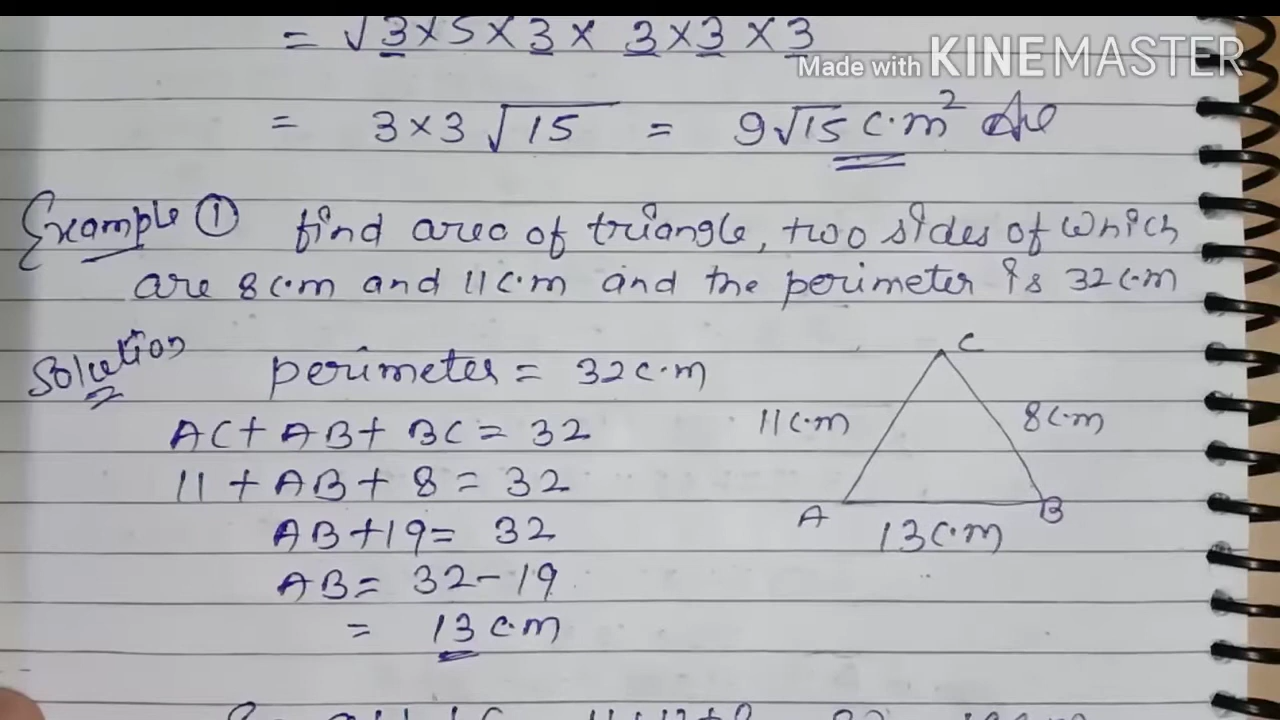 = √3×5×3× 3×3×3
Made with KINEMASTER
= 3×3√15 = 9√15 c.m²
Example ① find area of triangle, two sides of which
are 8c.m and 11c.m and the perimeter is 32c.m
Solution perimeter = 32c.m
C
AC+AB+BC=32
11c.m 8c.m
11+AB+8=32
A B
AB+19= 32
13c.m
AB= 32-19
= 13 c.m